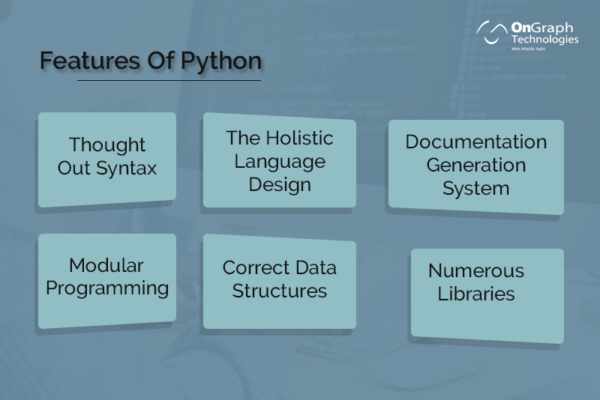 OnGraph
Technologies
Web Mobile Agile
Features Of Python
Thought
Out Syntax
The Holistic
Language
Design
Documentation
Generation
System
Modular
Programming
Correct Data
Structures
Numerous
Libraries